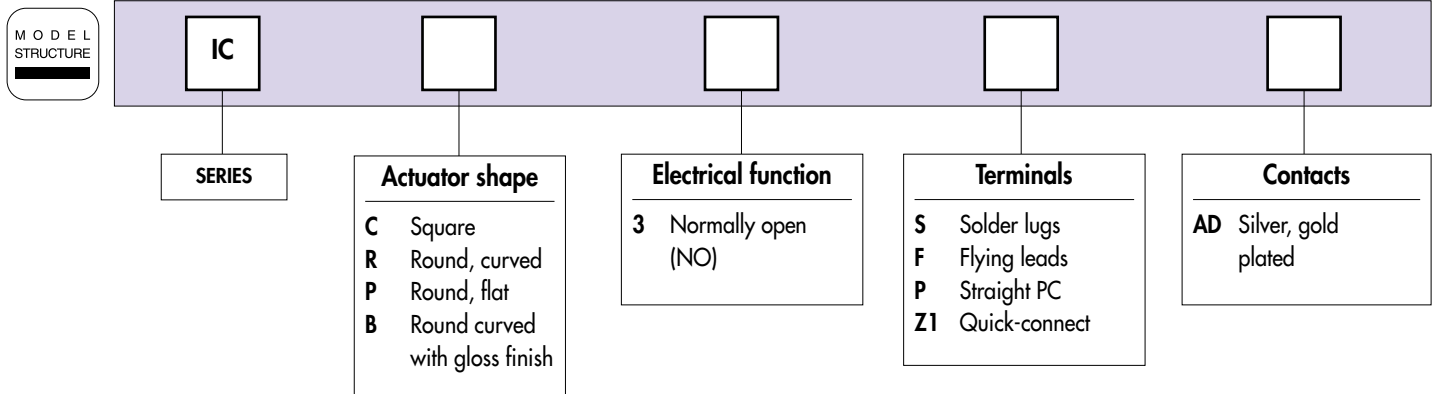 MODEL
STRUCTURE
IC
SERIES
Actuator shape
C Square
R Round, curved
P Round, flat
B Round curved
with gloss finish
Electrical function
3 Normally open
(NO)
Terminals
S Solder lugs
F Flying leads
P Straight PC
Z1 Quick-connect
Contacts
AD Silver, gold
plated